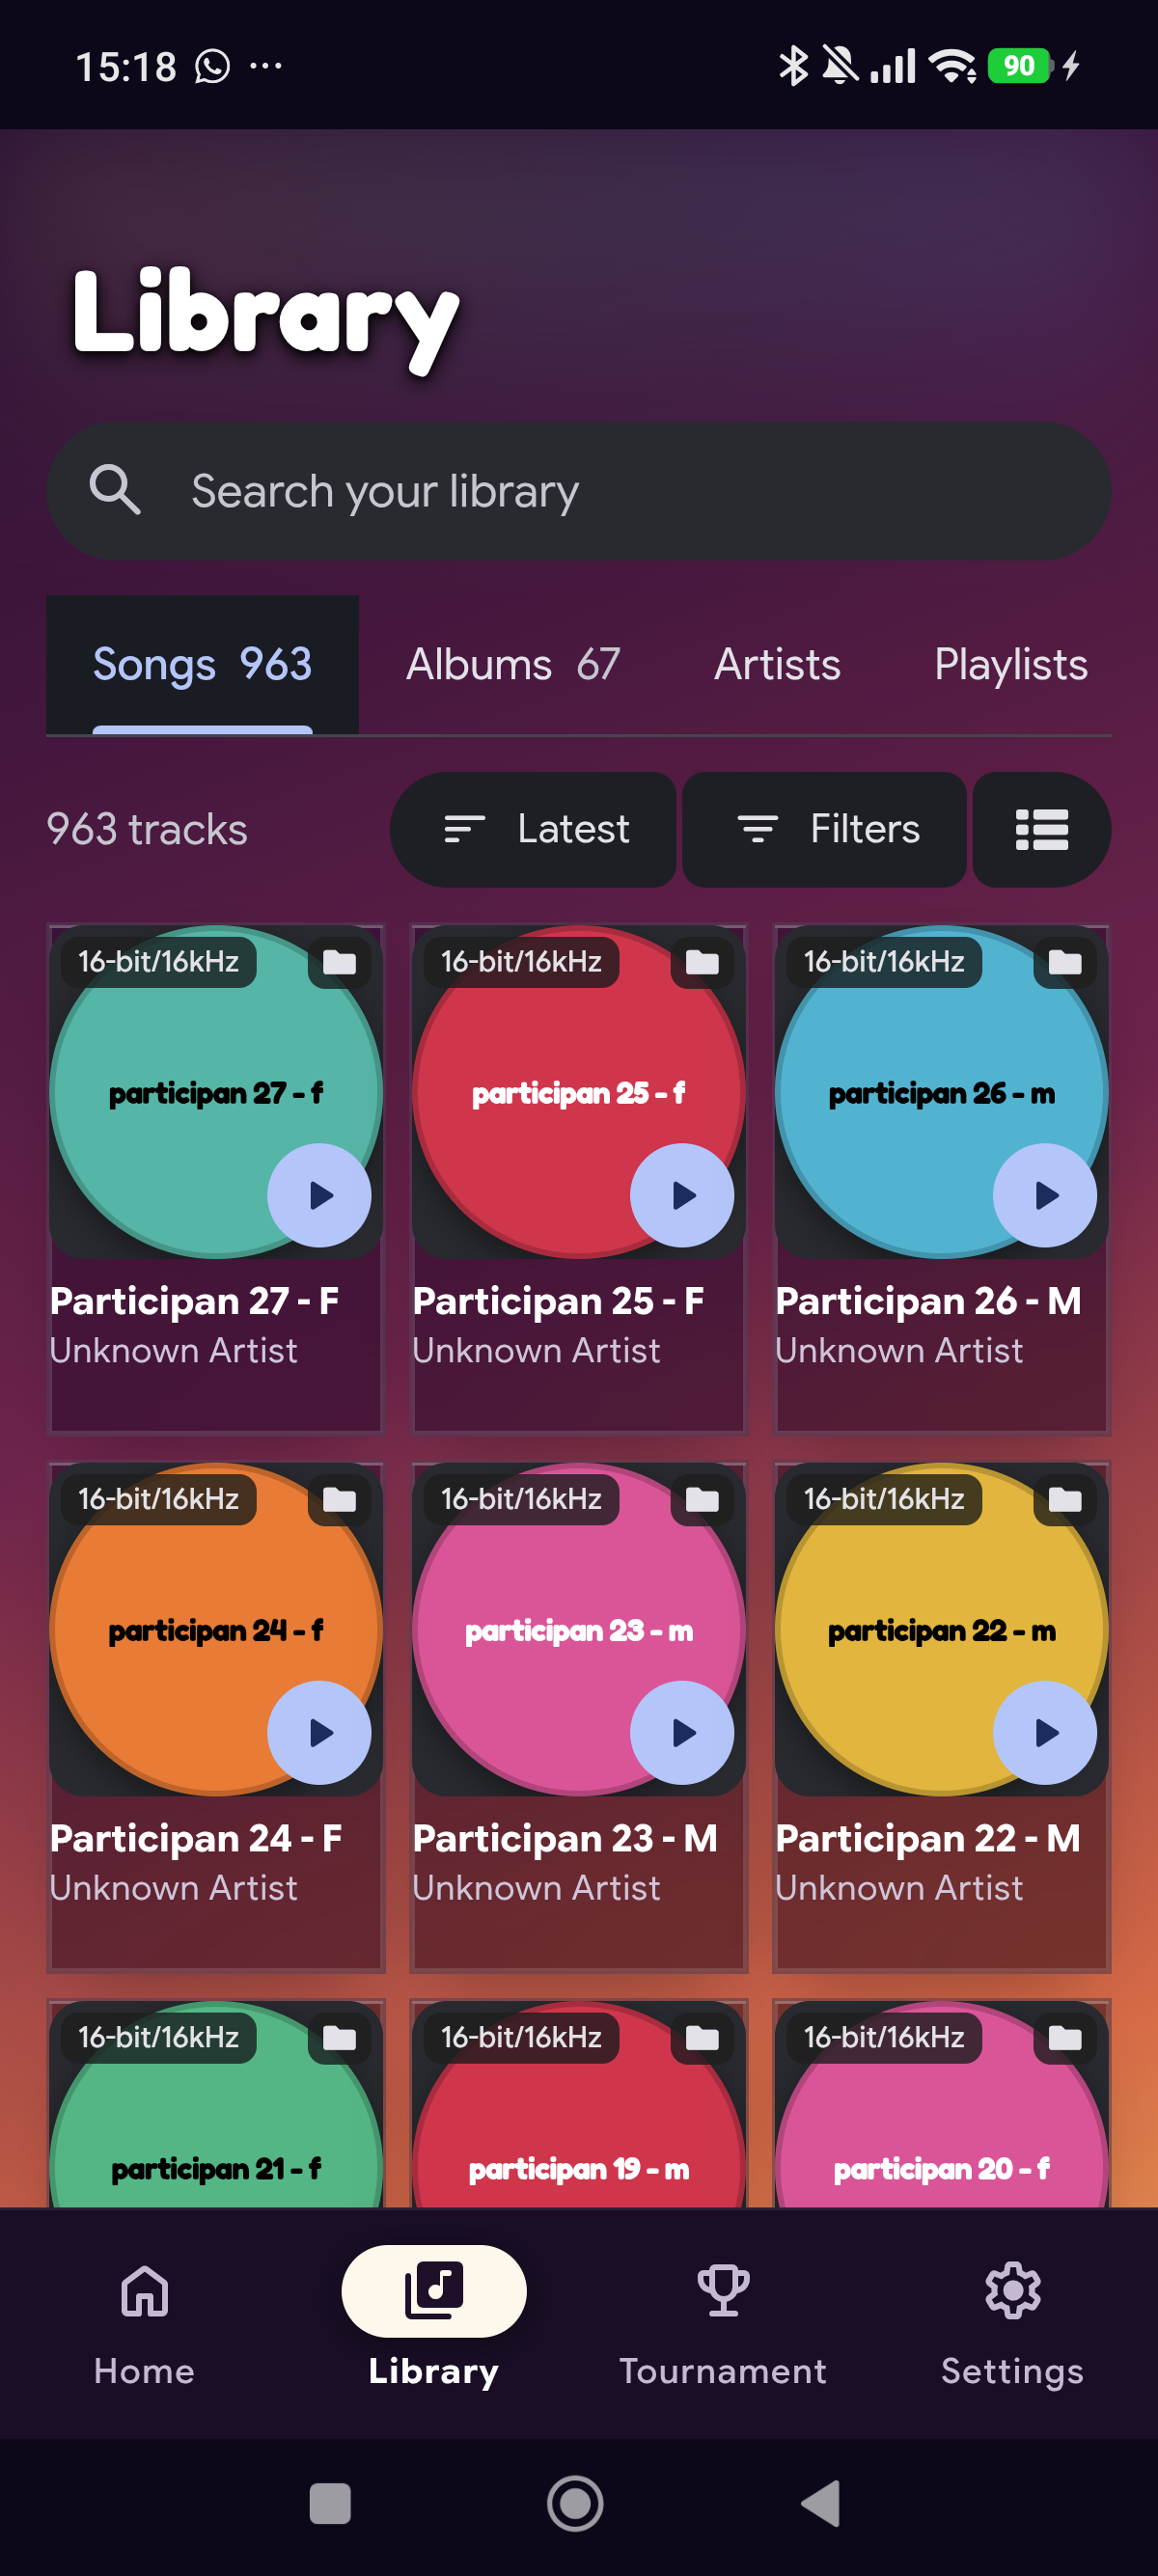 15:18
90
Library
Search your library
Songs 963 Albums 67 Artists Playlists
963 tracks Latest Filters
16-bit/16kHz 16-bit/16kHz 16-bit/16kHz
participan 27 - f participan 25 - f participan 26 - m
Participan 27 - F Participan 25 - F Participan 26 - M
Unknown Artist Unknown Artist Unknown Artist
16-bit/16kHz 16-bit/16kHz 16-bit/16kHz
participan 24 - f participan 23 - m participan 22 - m
Participan 24 - F Participan 23 - M Participan 22 - M
Unknown Artist Unknown Artist Unknown Artist
16-bit/16kHz 16-bit/16kHz 16-bit/16kHz
participan 21 - f participan 19 - m participan 20 - f
Home Library Tournament Settings